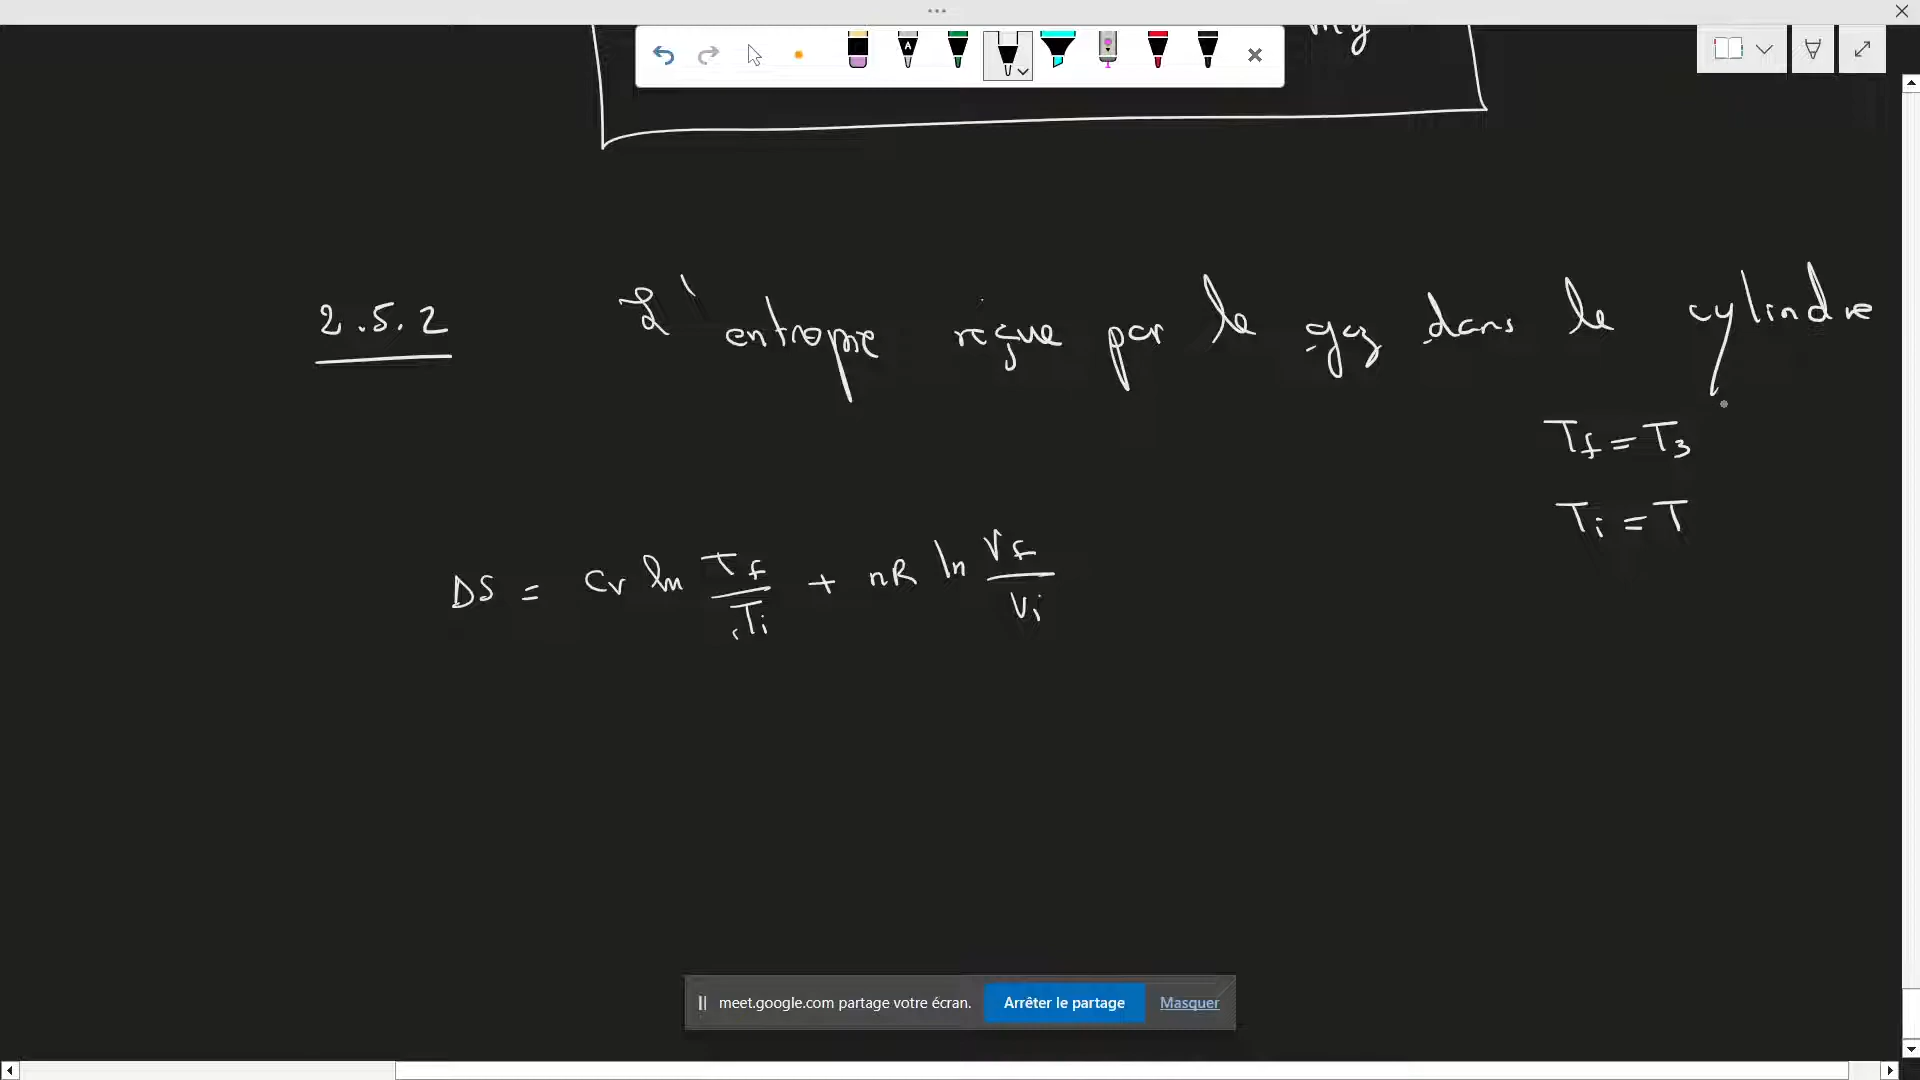 mg
2.5.2 L'entropie reçue par le gaz dans le cylindre
Tf = T3
Ti = T
DS = Cv ln Tf/Ti + nR ln Vf/Vi
meet.google.com partage votre écran. Arrêter le partage Masquer